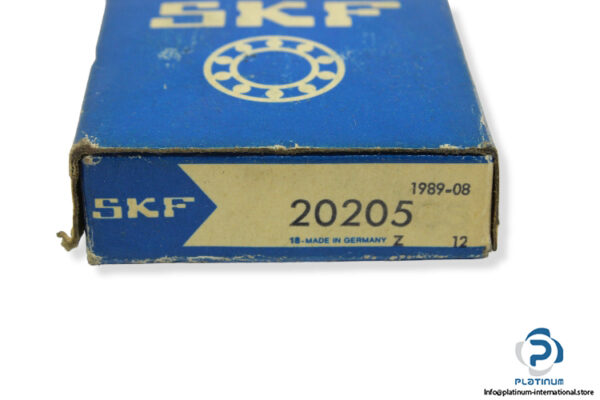 SKF
1989-08
SKF
20205
18-MADE IN GERMANY Z 12
PLATINUM
Info@platinum-international.store